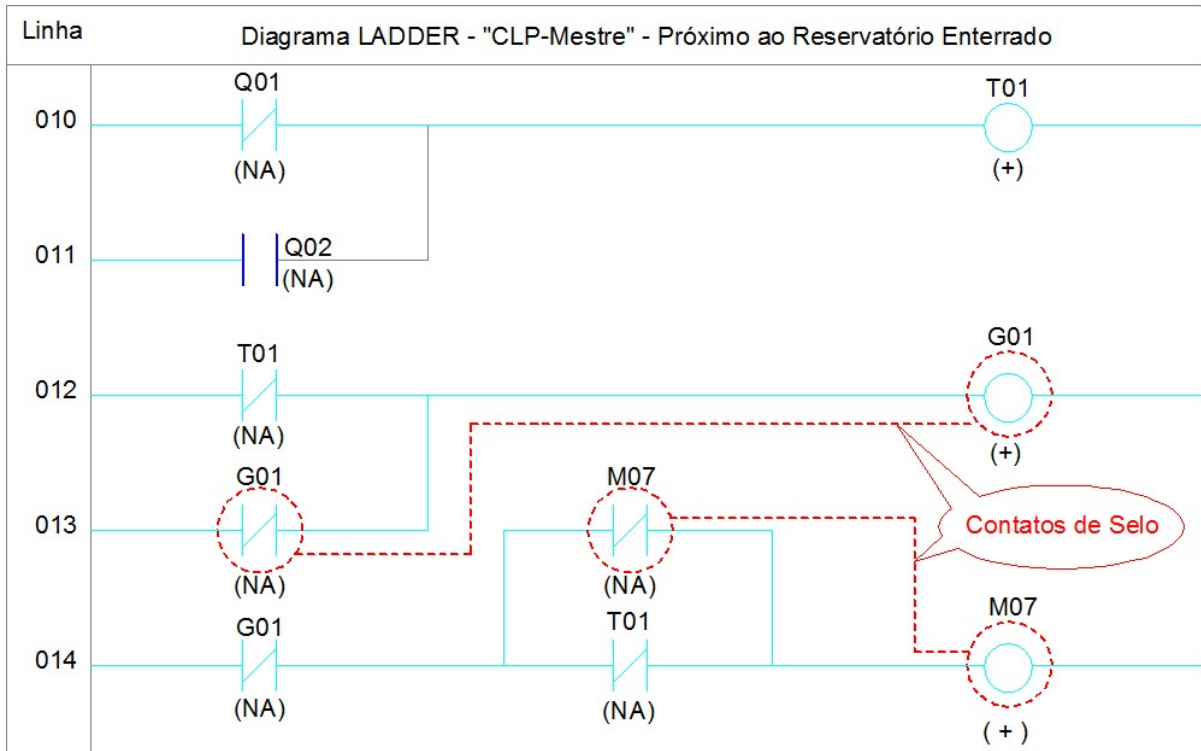 Linha
Diagrama LADDER - "CLP-Mestre" - Próximo ao Reservatório Enterrado
Q01
T01
010
(NA)
(+)
011
Q02
(NA)
T01
G01
012
(NA)
(+)
G01
M07
013
Contatos de Selo
(NA)
(NA)
G01
T01
M07
014
(NA)
(NA)
( + )